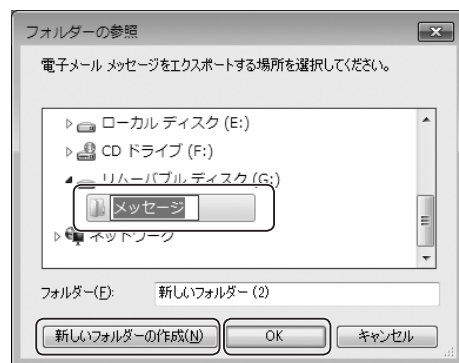 フォルダーの参照
電子メール メッセージをエクスポートする場所を選択してください。
ローカル ディスク (E:)
CD ドライブ (F:)
リムーバブル ディスク (G:)
メッセージ
ネットワーク
フォルダー(F):
新しいフォルダー (2)
新しいフォルダーの作成(N)
OK
キャンセル